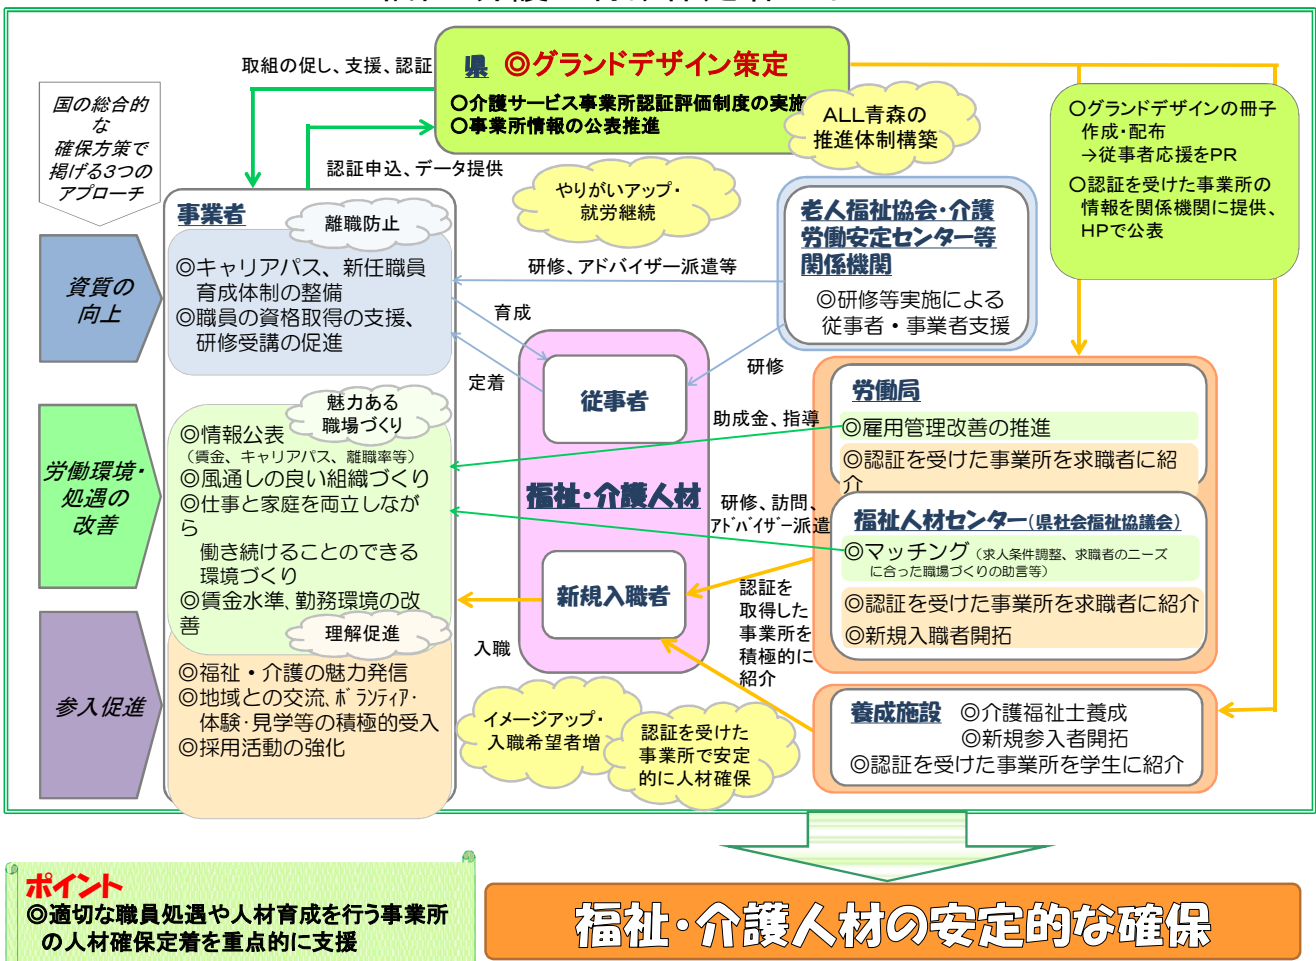 取組の促し、支援、認証
県 ◎グランドデザイン策定
○介護サービス事業所認証評価制度の実施
○事業所情報の公表推進
ALL青森の
推進体制構築
○グランドデザインの冊子
作成・配布
→従事者応援をPR
○認証を受けた事業所の
情報を関係機関に提供、
HPで公表
国の総合的
な
確保方策で
掲げる3つの
アプローチ
認証申込、データ提供
やりがいアップ・
就労継続
事業者
離職防止
◎キャリアパス、新任職員
育成体制の整備
◎職員の資格取得の支援、
研修受講の促進
資質の
向上
研修、アドバイザー派遣等
老人福祉協会・介護
労働安定センター等
関係機関
◎研修等実施による
従事者・事業者支援
育成
定着
研修
従事者
福祉・介護人材
新規入職者
魅力ある
職場づくり
◎情報公表
(賃金、キャリアパス、離職率等)
◎風通しの良い組織づくり
◎仕事と家庭を両立しなが
ら
働き続けることのできる
環境づくり
◎賃金水準、勤務環境の改
善
労働環境・
処遇の
改善
助成金、指導
労働局
◎雇用管理改善の推進
◎認証を受けた事業所を求職者に紹
介
研修、訪問、
アドバイザー派遣
福祉人材センター(県社会福祉協議会)
◎マッチング(求人条件調整、求職者のニーズ
に合った職場づくりの助言等)
◎認証を受けた事業所を求職者に紹介
◎新規入職者開拓
認証を
取得した
事業所を
積極的に
紹介
入職
理解促進
◎福祉・介護の魅力発信
◎地域との交流、ボランティア・
体験・見学等の積極的受入
◎採用活動の強化
参入促進
イメージアップ・
入職希望者増
認証を受けた
事業所で安定
的に人材確保
養成施設 ◎介護福祉士養成
◎新規参入者開拓
◎認証を受けた事業所を学生に紹介
ポイント
◎適切な職員処遇や人材育成を行う事業所
の人材確保定着を重点的に支援
福祉・介護人材の安定的な確保